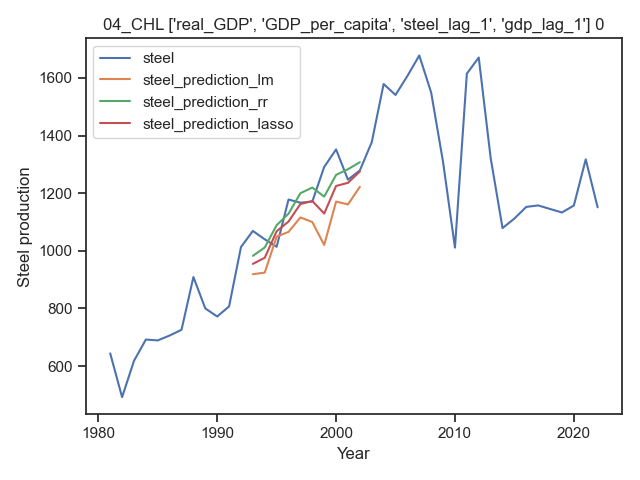 04_CHL ['real_GDP', 'GDP_per_capita', 'steel_lag_1', 'gdp_lag_1'] 0
steel
steel_prediction_lm
steel_prediction_rr
steel_prediction_lasso
1600
1400
1200
1000
800
600
Steel production
1980
1990
2000
2010
2020
Year